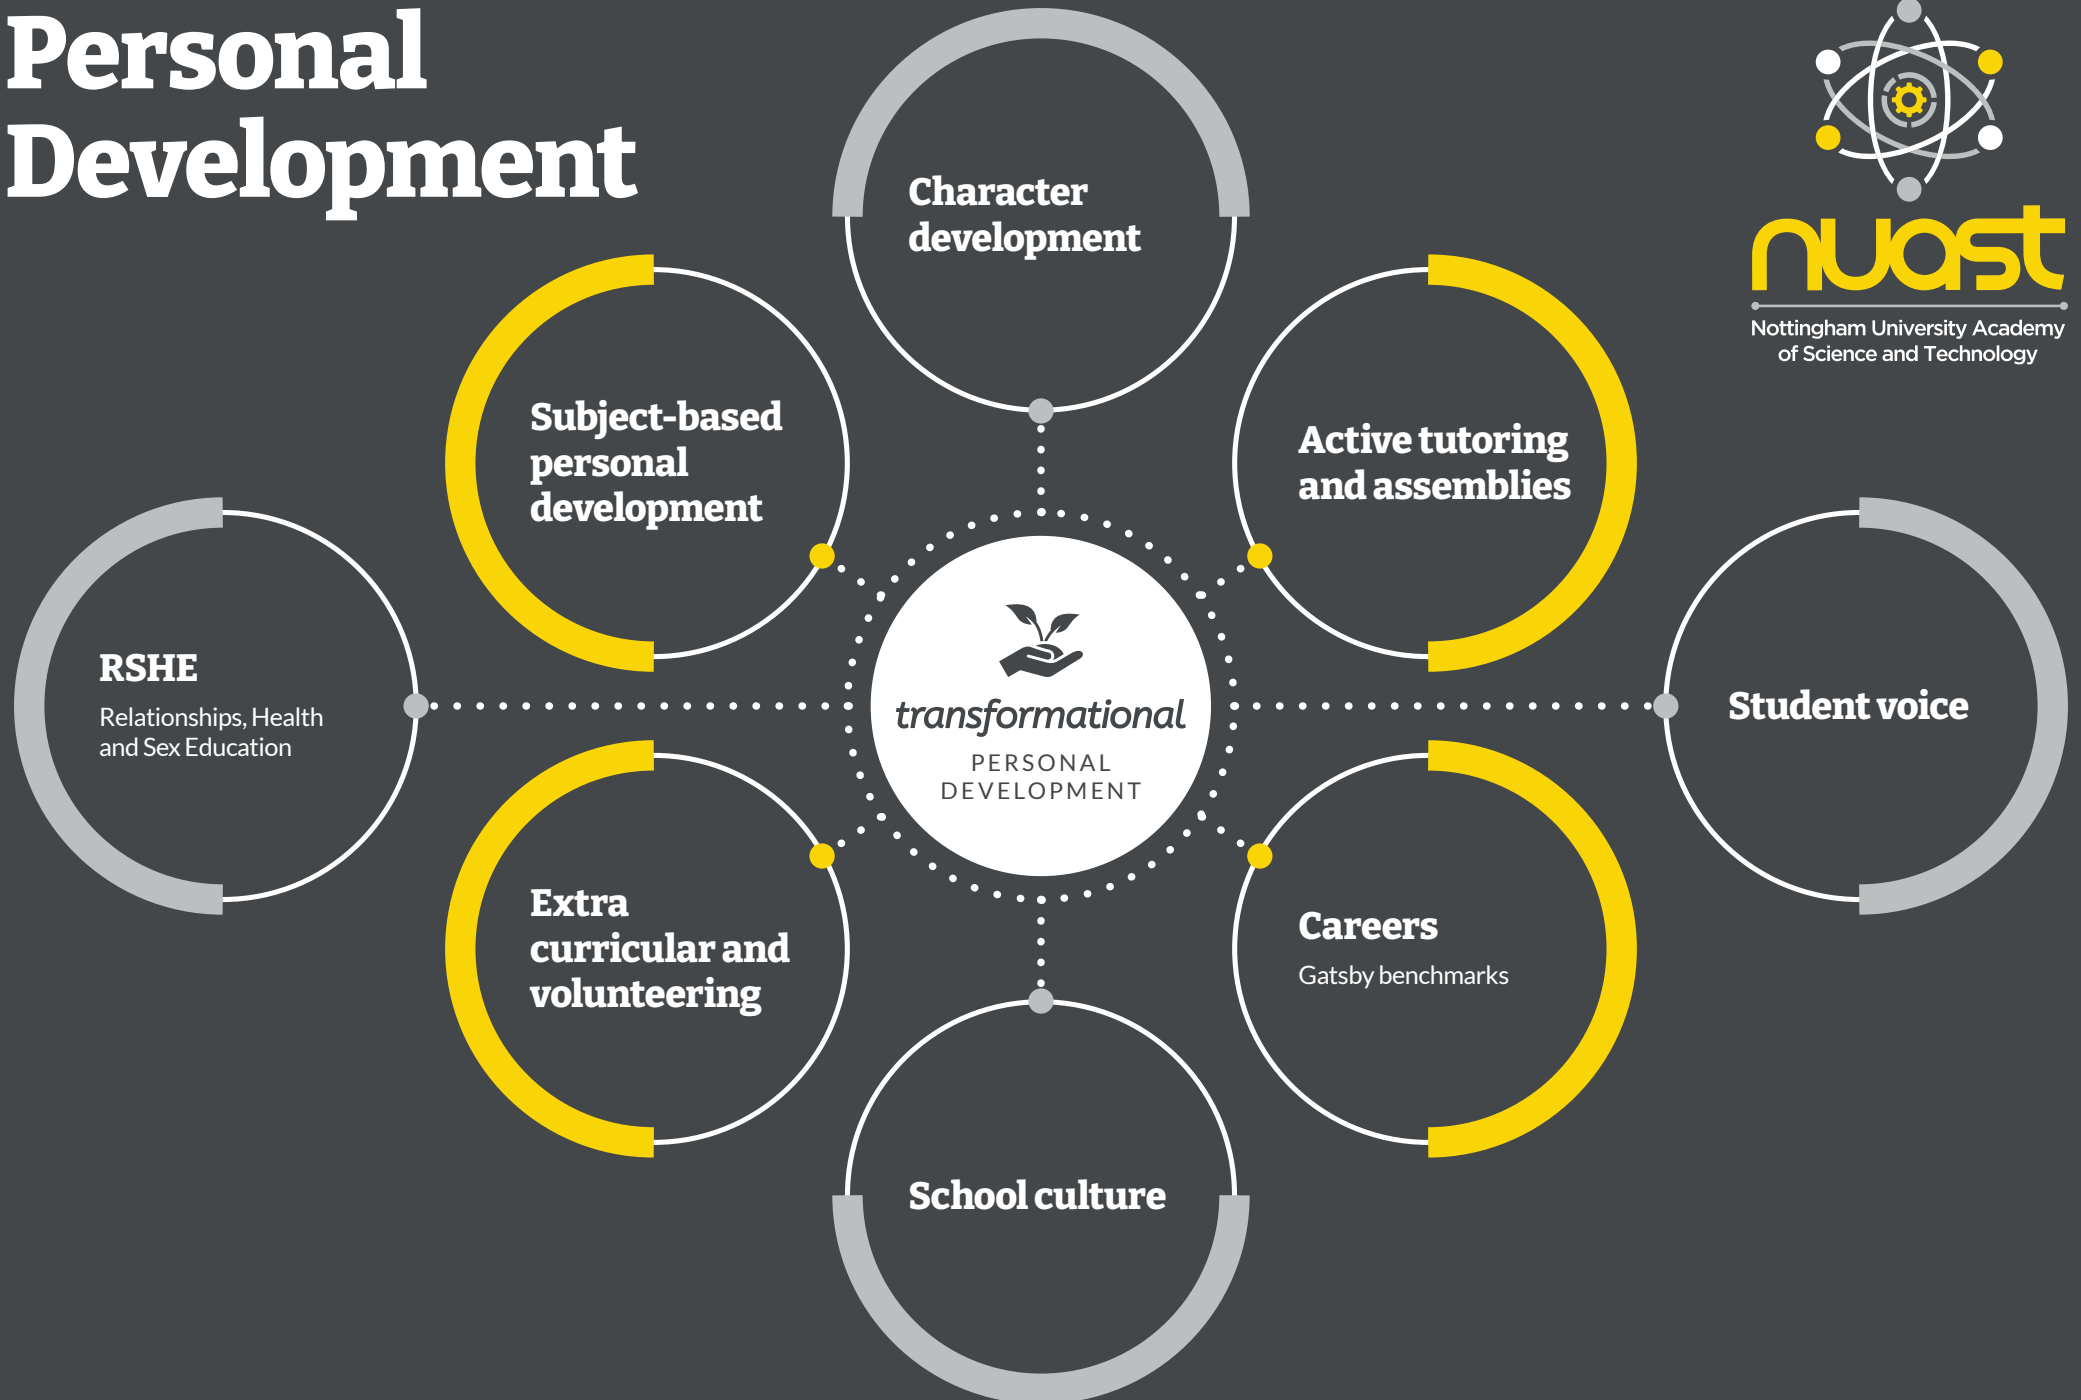 Personal
Development
nuast
Nottingham University Academy
of Science and Technology
Character
development
Subject-based
personal
development
Active tutoring
and assemblies
RSHE
Relationships, Health
and Sex Education
transformational
PERSONAL
DEVELOPMENT
Student voice
Extra
curricular and
volunteering
Careers
Gatsby benchmarks
School culture